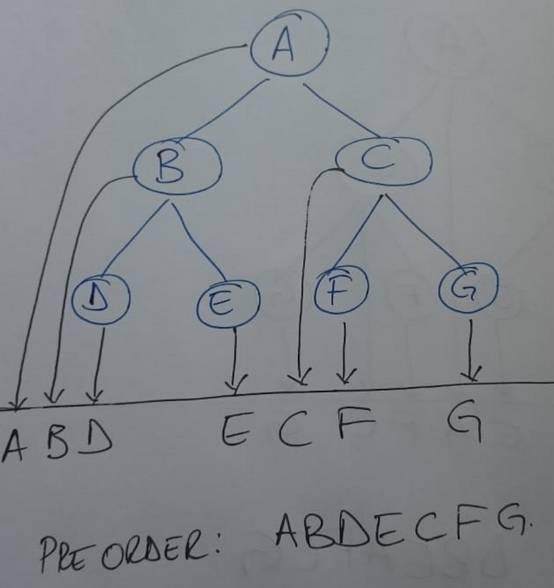 A
B C
D E F G
A B D E C F G
PREORDER: ABDECFG.